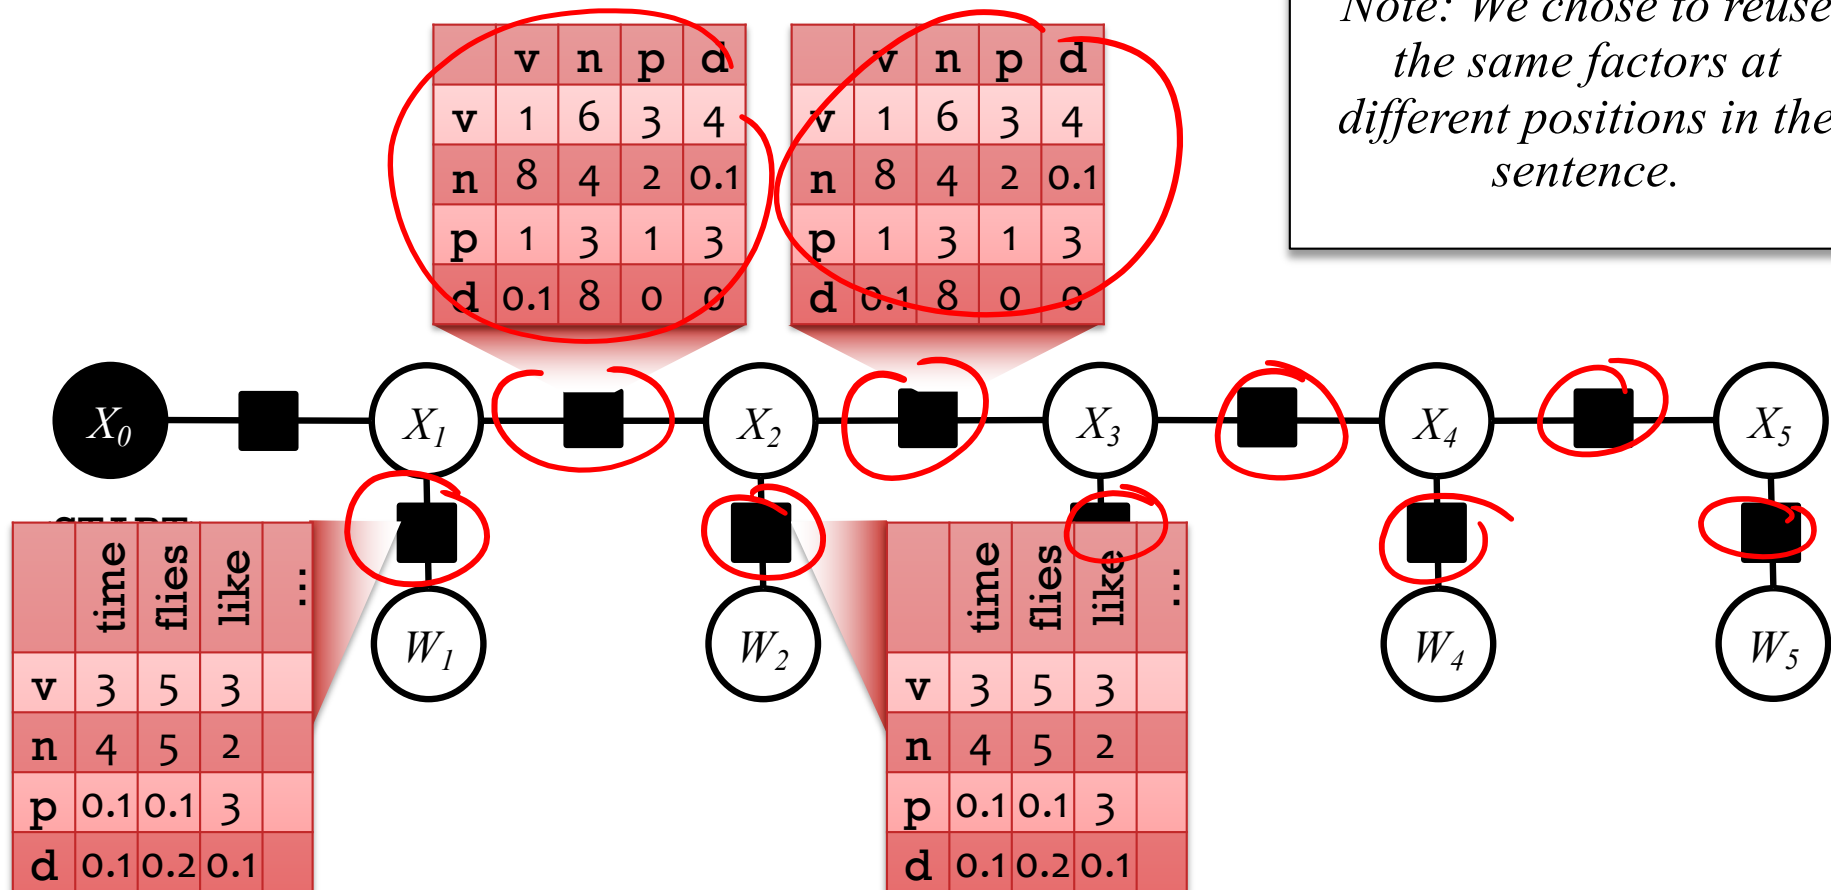 Note: We chose to reuse
the same factors at
different positions in the
sentence.
v n p d
v 1 6 3 4
n 8 4 2 0.1
p 1 3 1 3
d 0.1 8 0 0
v n p d
v 1 6 3 4
n 8 4 2 0.1
p 1 3 1 3
d 0.1 8 0 0
X0 X1 X2 X3 X4 X5
time flies like ...
v 3 5 3
n 4 5 2
p 0.1 0.1 3
d 0.1 0.2 0.1
W1 W2
time flies like ...
v 3 5 3
n 4 5 2
p 0.1 0.1 3
d 0.1 0.2 0.1
W4 W5